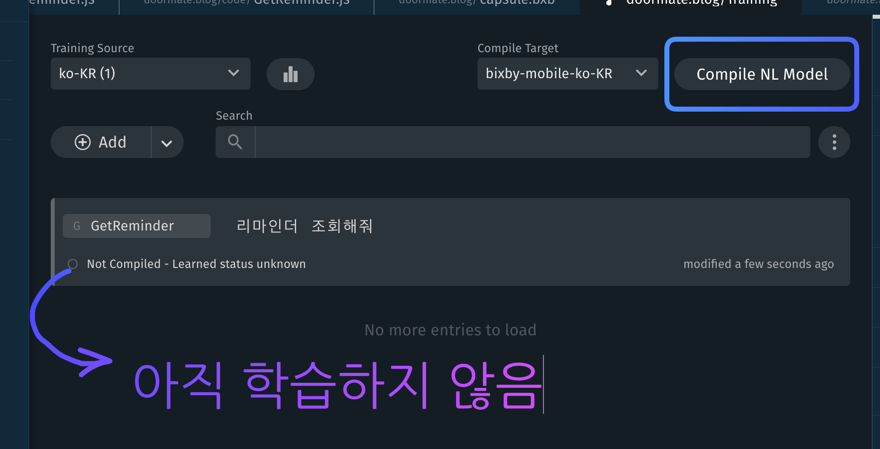 eminder.js doormate.blog/code/ GetReminder.js doormate.blog/ capsule.bxb doormate.blog/Training doormate.
Training Source Compile Target
ko-KR (1) bixby-mobile-ko-KR Compile NL Model
Search
Add
G GetReminder 리마인더 조회해줘
Not Compiled - Learned status unknown modified a few seconds ago
No more entries to load
아직 학습하지 않음